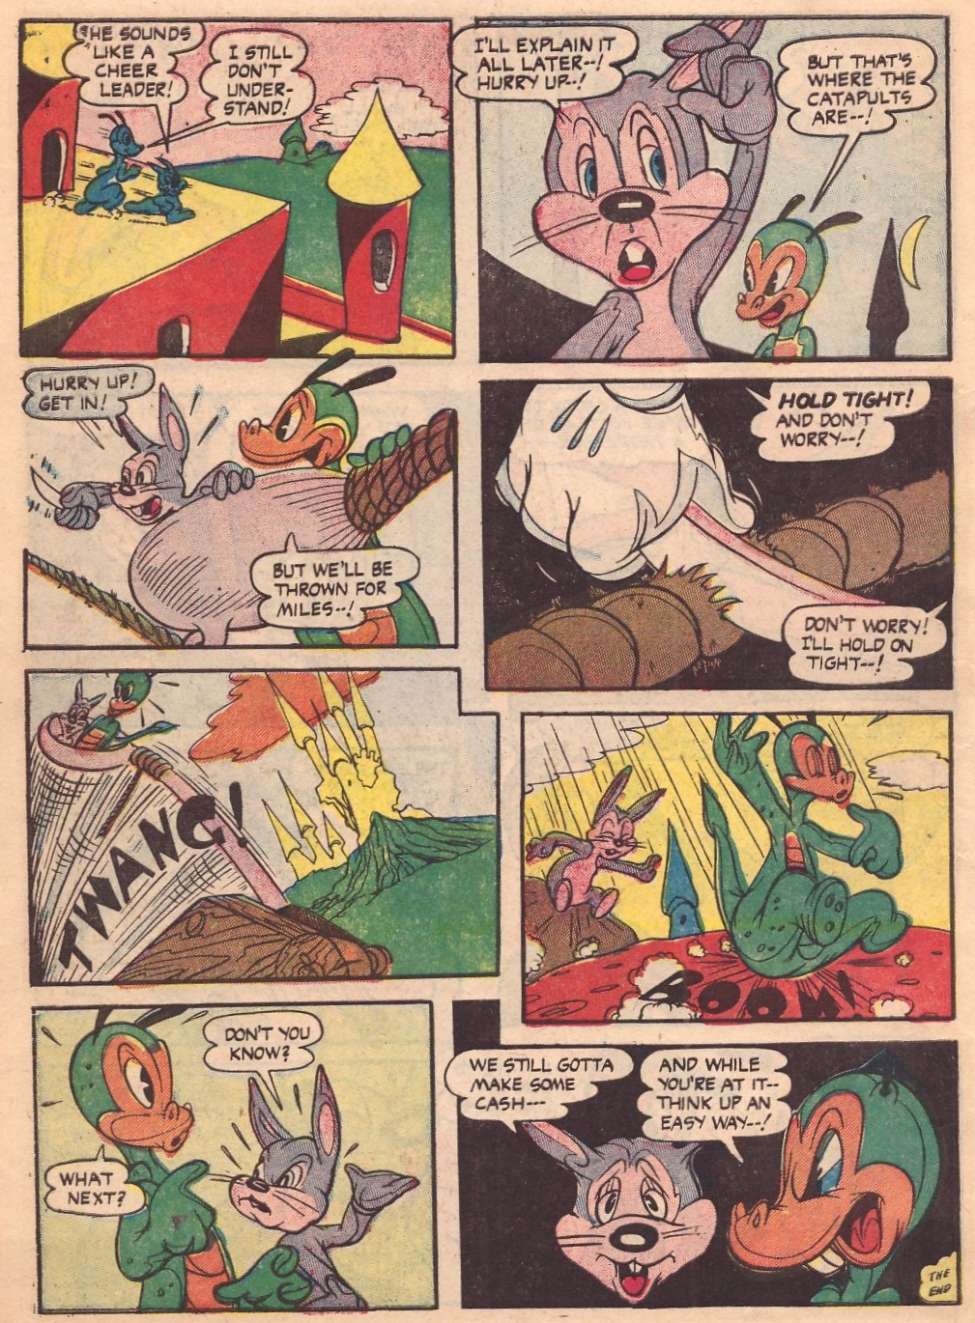 HE SOUNDS
LIKE A
CHEER
LEADER!
I STILL
DON'T
UNDER-
STAND!
I'LL EXPLAIN IT
ALL LATER--!
HURRY UP--!
BUT THAT'S
WHERE THE
CATAPULTS
ARE--!
HURRY UP!
GET IN!
BUT WE'LL BE
THROWN FOR
MILES--!
HOLD TIGHT!
AND DON'T
WORRY--!
DON'T WORRY!
I'LL HOLD ON
TIGHT--!
TWANG!
BOOM!
WHAT
NEXT?
DON'T YOU
KNOW?
WE STILL GOTTA
MAKE SOME
CASH---
AND WHILE
YOU'RE AT IT--
THINK UP AN
EASY WAY--!
THE
END